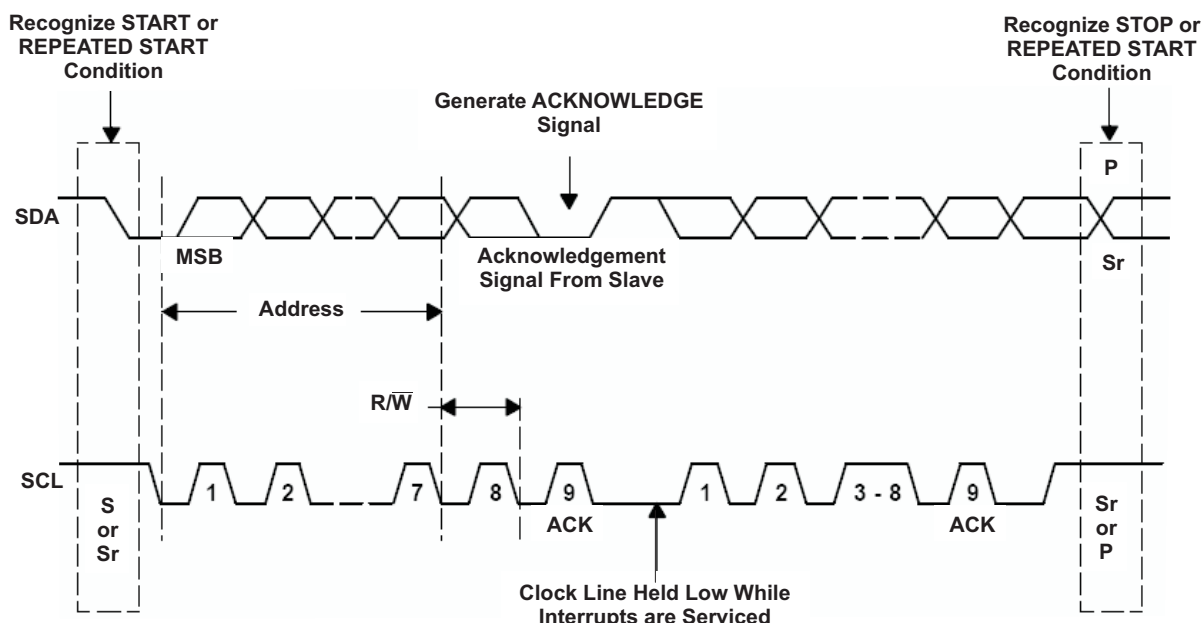 Recognize START or
REPEATED START
Condition
Recognize STOP or
REPEATED START
Condition
Generate ACKNOWLEDGE
Signal
P
SDA
MSB
Acknowledgement
Signal From Slave
Sr
Address
R/W̅
SCL
1
2
7
8
9
1
2
3 - 8
9
ACK
ACK
S
or
Sr
Sr
or
P
Clock Line Held Low While
Interrupts are Serviced